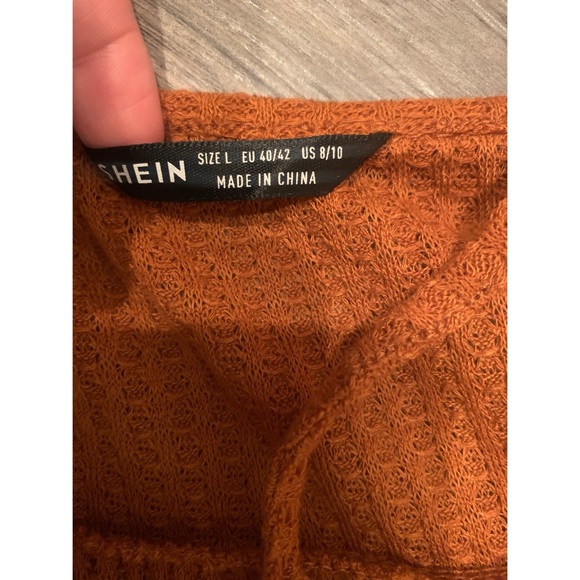 SHEIN
SIZE L EU 40/42 US 8/10
MADE IN CHINA